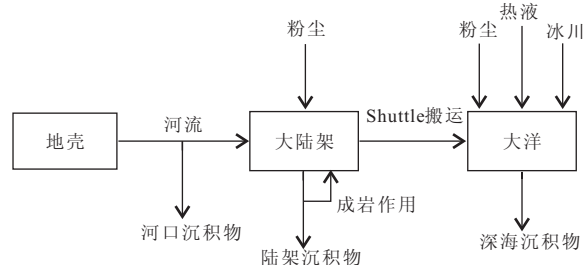 热液
粉尘
粉尘
冰川
河流
Shuttle搬运
地壳
大陆架
大洋
成岩作用
河口沉积物
陆架沉积物
深海沉积物